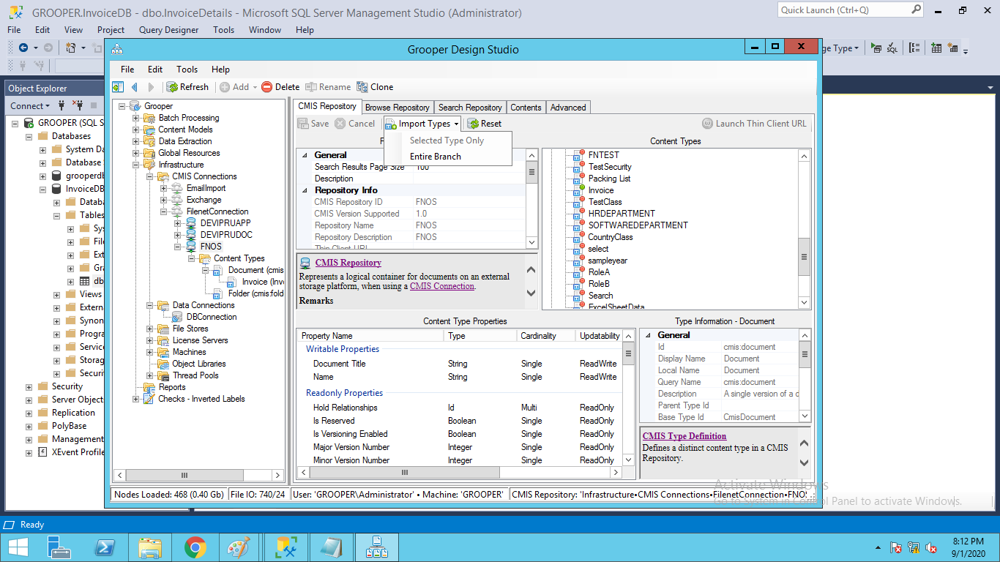 GROOPER.InvoiceDB - dbo.InvoiceDetails - Microsoft SQL Server Management Studio (Administrator)
Quick Launch (Ctrl+Q)
File Edit View Project Query Designer Tools Window Help
ge Type
Grooper Design Studio
File Edit Tools Help
Refresh Add Delete Rename Clone
Object Explorer
Connect
GROOPER (SQL S
Databases
System Da
Database
grooperdb
InvoiceDB
Datab
Tables
Sys
File
Ext
Gra
db
Views
Extern
Synon
Progra
Service
Storag
Securi
Security
Server Object
Replication
PolyBase
Management
XEvent Profile
Grooper
Batch Processing
Content Models
Data Extraction
Global Resources
Infrastructure
CMIS Connections
EmailImport
Exchange
FilenetConnection
DEVIPRUAPP
DEVIPRUDOC
FNOS
Content Types
Document (cmis
Invoice (Invo
Folder (cmis:fold
Data Connections
DBConnection
File Stores
License Servers
Machines
Object Libraries
Thread Pools
Reports
Checks - Inverted Labels
CMIS Repository Browse Repository Search Repository Contents Advanced
Save Cancel Import Types Reset Launch Thin Client URL
Selected Type Only
Entire Branch
General
Search Results Page Size 100
Description
Repository Info
CMIS Repository ID FNOS
CMIS Version Supported 1.0
Repository Name FNOS
Repository Description FNOS
Thin Client URL
CMIS Repository
Represents a logical container for documents on an external
storage platform, when using a CMIS Connection.
Remarks
Content Types
FNTEST
TestSecurity
Packing List
Invoice
TestClass
HRDEPARTMENT
SOFTWAREDEPARTMENT
CountryClass
select
sampleyear
RoleA
RoleB
Search
ExcelSheetData
Content Type Properties
Property Name Type Cardinality Updatability
Writable Properties
Document Title String Single ReadWrite
Name String Single ReadWrite
Readonly Properties
Hold Relationships Id Multi ReadOnly
Is Reserved Boolean Single ReadOnly
Is Versioning Enabled Boolean Single ReadOnly
Major Version Number Integer Single ReadOnly
Minor Version Number Integer Single ReadOnly
Type Information - Document
General
Id cmis:document
Display Name Document
Local Name Document
Query Name cmis:document
Description A single version of a d
Parent Type Id
Base Type Id CmisDocument
CMIS Type Definition
Defines a distinct content type in a CMIS
Repository.
Activate Windows
Go to System in Control Panel to activate Windows.
Nodes Loaded: 468 (0.40 Gb) File IO: 740/24 User: 'GROOPER\Administrator' • Machine: 'GROOPER' CMIS Repository: 'Infrastructure•CMIS Connections•FilenetConnection•FNOS
Ready
8:12 PM
9/1/2020